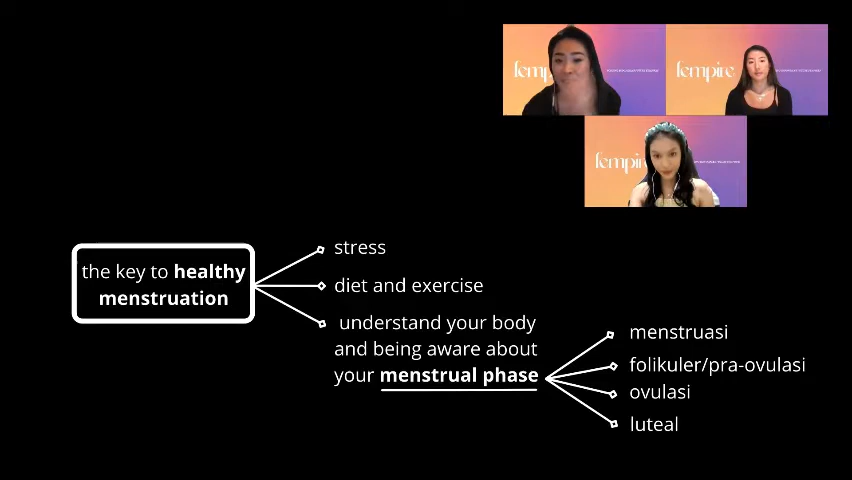 fempire
fempire
fempire
the key to healthy
menstruation
stress
diet and exercise
understand your body
and being aware about
your menstrual phase
menstruasi
folikuler/pra-ovulasi
ovulasi
luteal